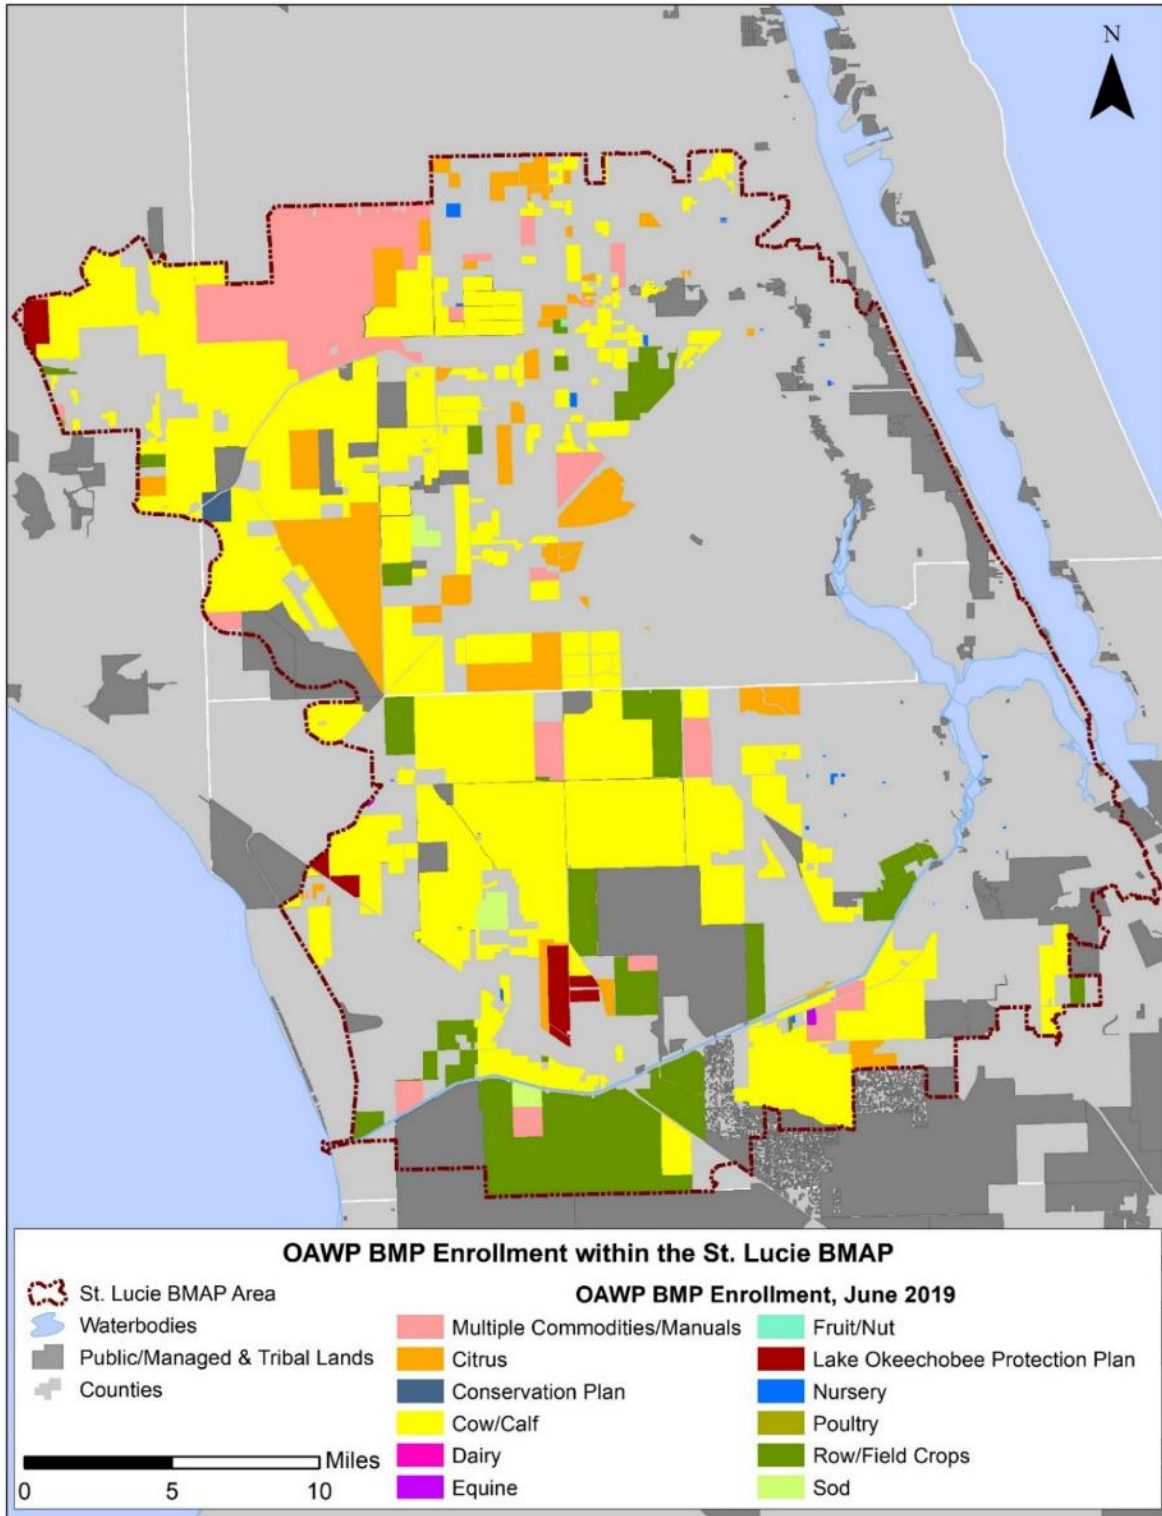 N
OAWP BMP Enrollment within the St. Lucie BMAP
St. Lucie BMAP Area
Waterbodies
Public/Managed & Tribal Lands
Counties
Miles
0 5 10
OAWP BMP Enrollment, June 2019
Multiple Commodities/Manuals
Citrus
Conservation Plan
Cow/Calf
Dairy
Equine
Fruit/Nut
Lake Okeechobee Protection Plan
Nursery
Poultry
Row/Field Crops
Sod